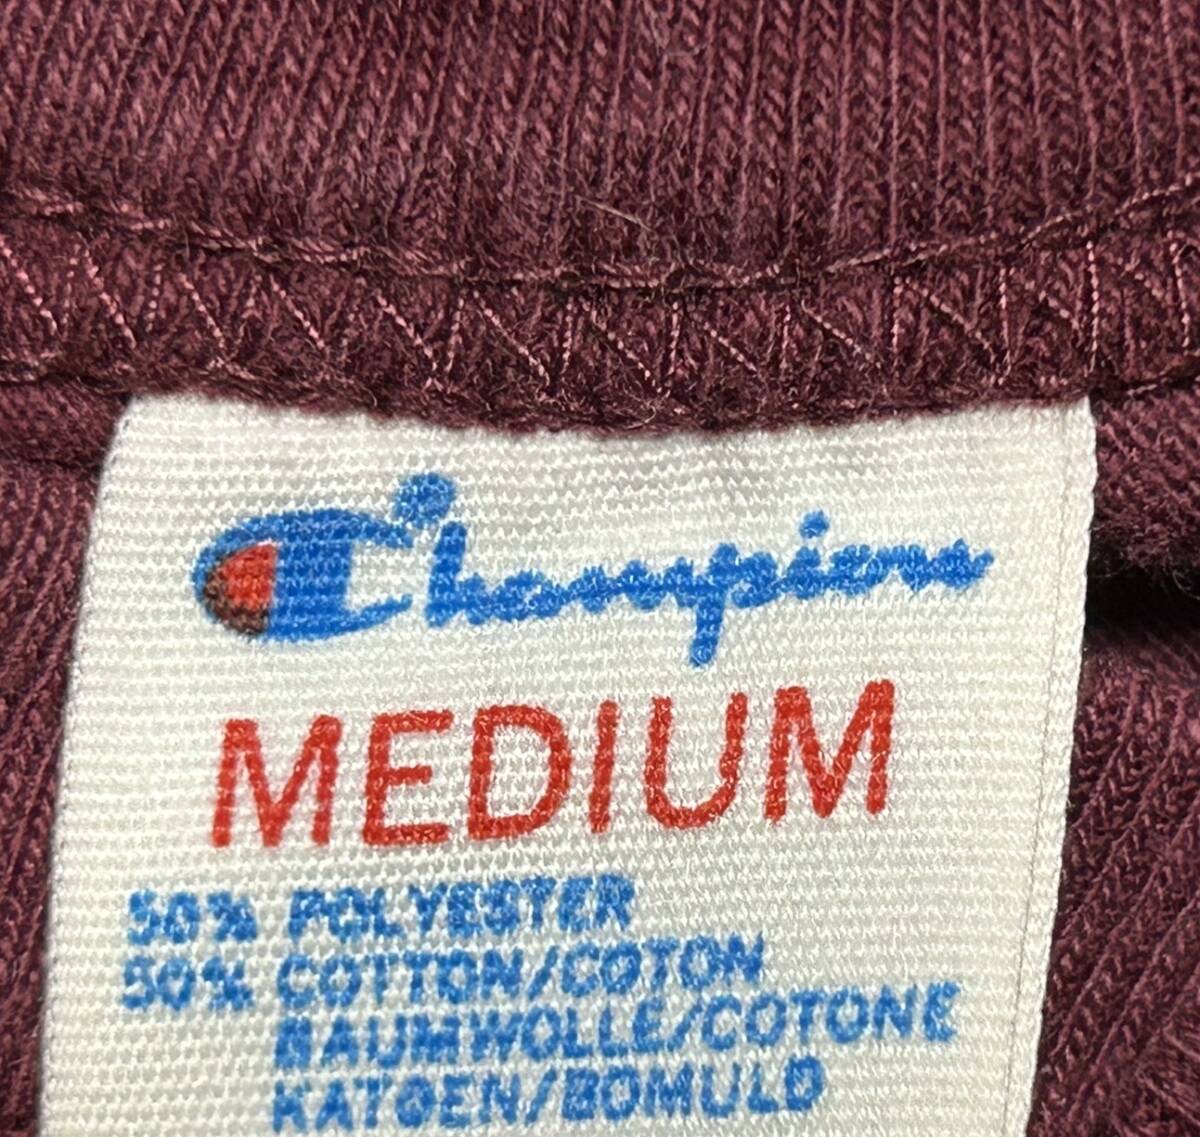 Champion
MEDIUM
50% POLYESTER
50% COTTON/COTON
BAUMWOLLE/COTONE
KATOEN/BOMULD